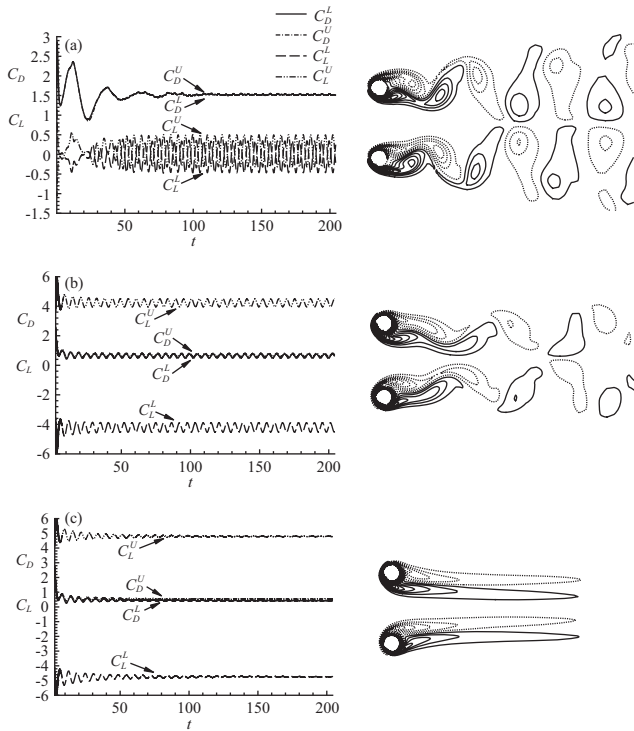 C_D^L
C_D^U
C_L^L
C_L^U
(a)
3
2.5
2
1.5
1
0.5
0
-0.5
-1
-1.5
C_D
C_L
C_D^U
C_D^L
C_L^U
C_L^L
50 100 150 200
t
(b)
6
4
2
0
-2
-4
-6
C_D
C_L
C_L^U
C_D^U
C_D^L
C_L^L
50 100 150 200
t
(c)
6
5
4
3
2
1
0
-1
-2
-3
-4
-5
-6
C_D
C_L
C_L^U
C_D^U
C_D^L
C_L^L
50 100 150 200
t